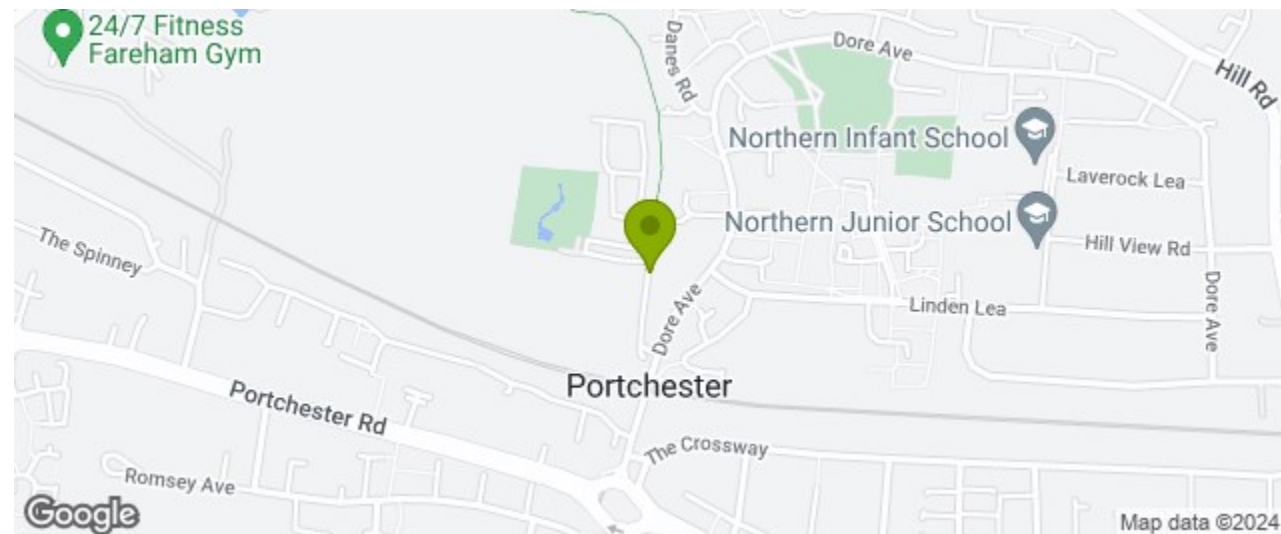 24/7 Fitness
Fareham Gym
Danes Rd
Dore Ave
Hill Rd
Northern Infant School
Laverock Lea
Northern Junior School
The Spinney
Hill View Rd
Dore Ave
Linden Lea
Dore Ave
Portchester
Portchester Rd
The Crossway
Romsey Ave
Google
Map data ©2024